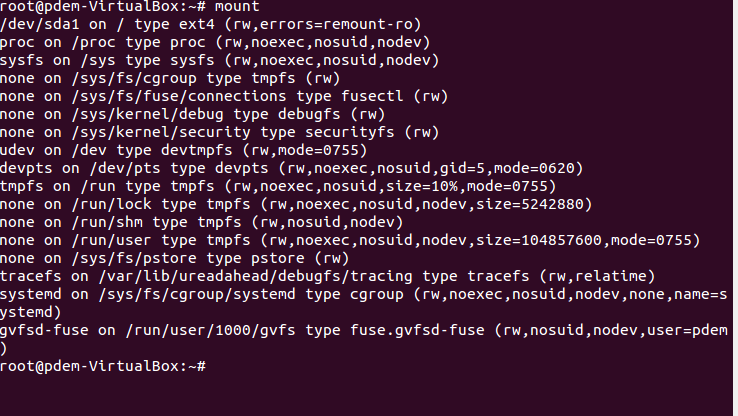 root@pdem-VirtualBox:~# mount
/dev/sda1 on / type ext4 (rw,errors=remount-ro)
proc on /proc type proc (rw,noexec,nosuid,nodev)
sysfs on /sys type sysfs (rw,noexec,nosuid,nodev)
none on /sys/fs/cgroup type tmpfs (rw)
none on /sys/fs/fuse/connections type fusectl (rw)
none on /sys/kernel/debug type debugfs (rw)
none on /sys/kernel/security type securityfs (rw)
udev on /dev type devtmpfs (rw,mode=0755)
devpts on /dev/pts type devpts (rw,noexec,nosuid,gid=5,mode=0620)
tmpfs on /run type tmpfs (rw,noexec,nosuid,size=10%,mode=0755)
none on /run/lock type tmpfs (rw,noexec,nosuid,nodev,size=5242880)
none on /run/shm type tmpfs (rw,nosuid,nodev)
none on /run/user type tmpfs (rw,noexec,nosuid,nodev,size=104857600,mode=0755)
none on /sys/fs/pstore type pstore (rw)
tracefs on /var/lib/ureadahead/debugfs/tracing type tracefs (rw,relatime)
systemd on /sys/fs/cgroup/systemd type cgroup (rw,noexec,nosuid,nodev,none,name=s
ystemd)
gvfsd-fuse on /run/user/1000/gvfs type fuse.gvfsd-fuse (rw,nosuid,nodev,user=pdem
)
root@pdem-VirtualBox:~#